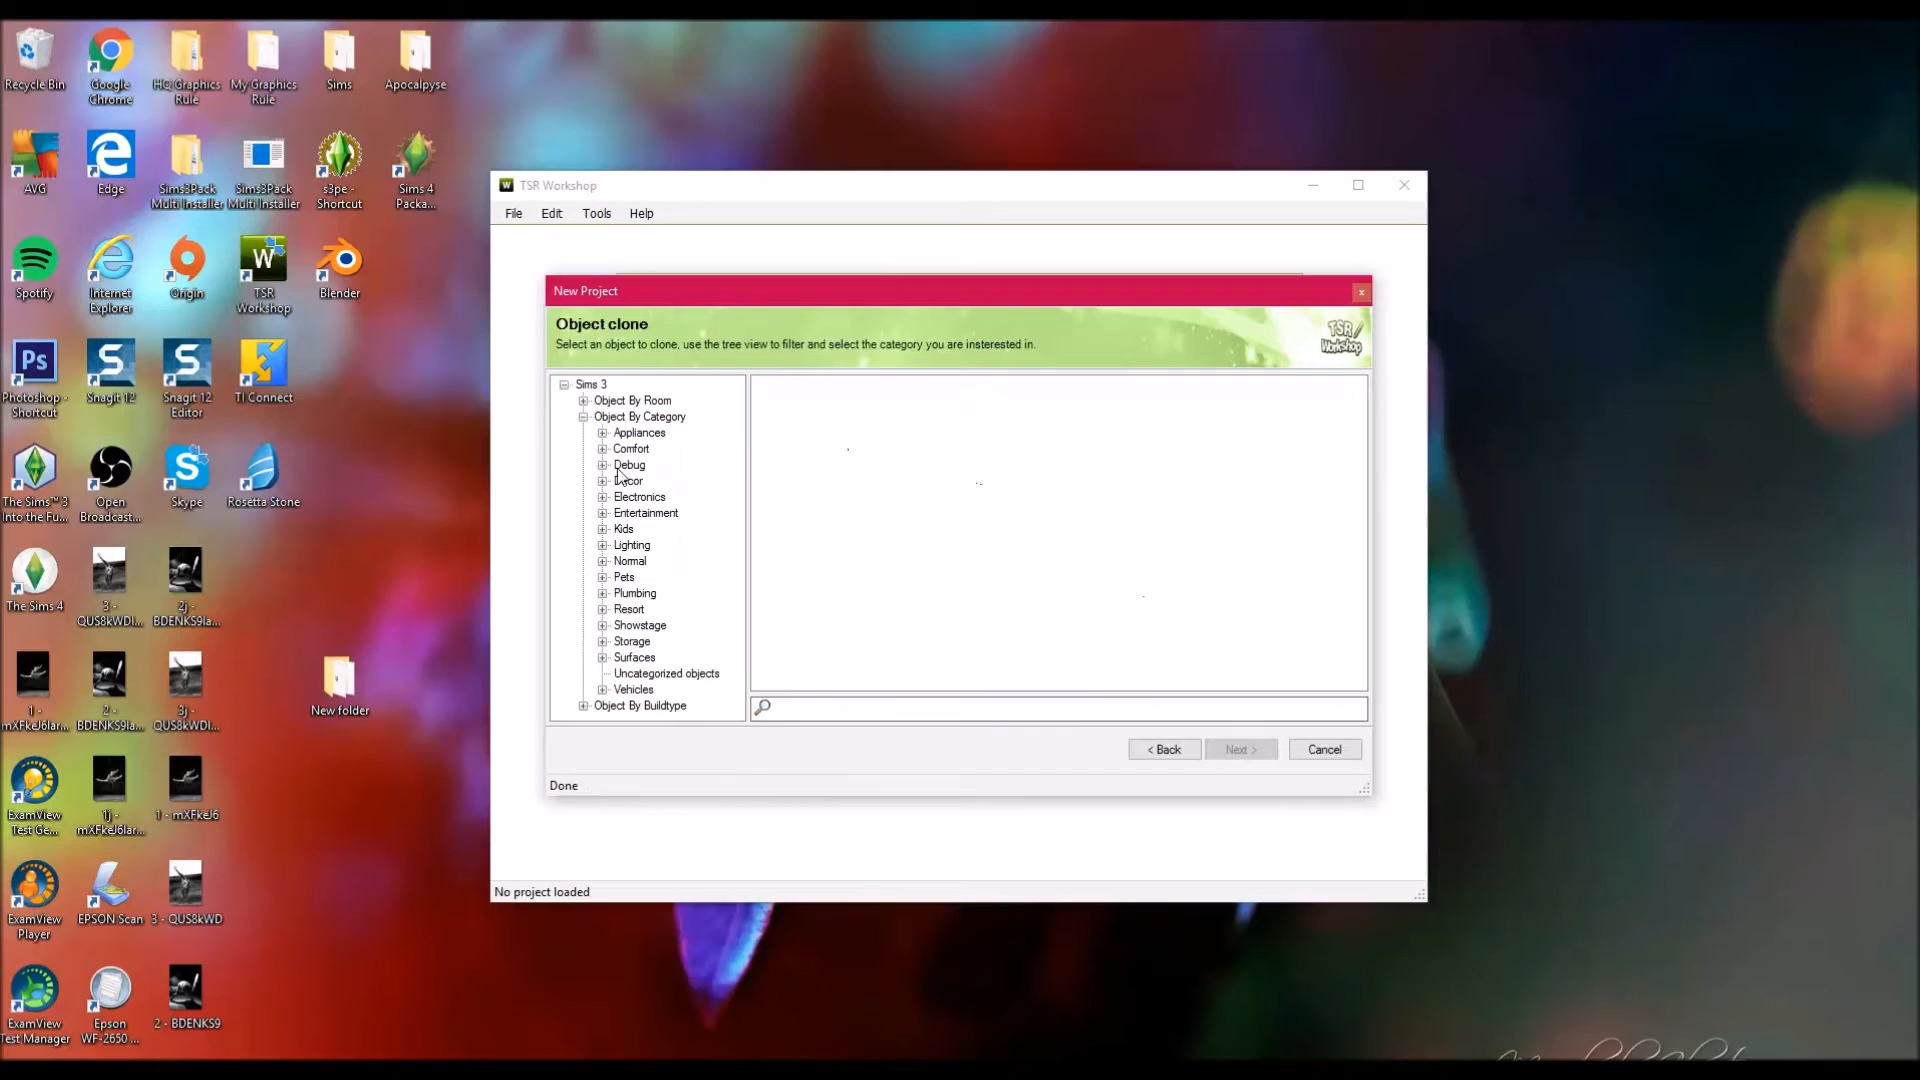 Recycle Bin
Google
Chrome
HQ Graphics
Rule
My Graphics
Rule
Sims
Apocalpyse
AVG
Edge
Sims3Pack
Multi Installer
Sims3Pack
Multi Installer
s3pe -
Shortcut
Sims 4
Packa...
Spotify
Internet
Explorer
Origin
TSR
Workshop
Blender
Photoshop -
Shortcut
Snagit 12
Snagit 12
Editor
TI Connect
The Sims™ 3
Into the Fu...
Open
Broadcast...
Skype
Rosetta Stone
The Sims 4
3 -
QUS8kWDl...
2j -
BDENKS9la...
1 -
mXFkeJ6lar...
2 -
BDENKS9la...
3j -
QUS8kWDl...
New folder
ExamView
Test Ge...
1j -
mXFkeJ6lar...
1 - mXFkeJ6
ExamView
Player
EPSON Scan
3 - QUS8kWD
ExamView
Test Manager
Epson
WF-2650 ...
2 - BDENKS9
TSR Workshop
File
Edit
Tools
Help
New Project
Object clone
Select an object to clone, use the tree view to filter and select the category you are insterested in.
TSR
Workshop
Sims 3
Object By Room
Object By Category
Appliances
Comfort
Debug
Decor
Electronics
Entertainment
Kids
Lighting
Normal
Pets
Plumbing
Resort
Showstage
Storage
Surfaces
Uncategorized objects
Vehicles
Object By Buildtype
< Back
Next >
Cancel
Done
No project loaded